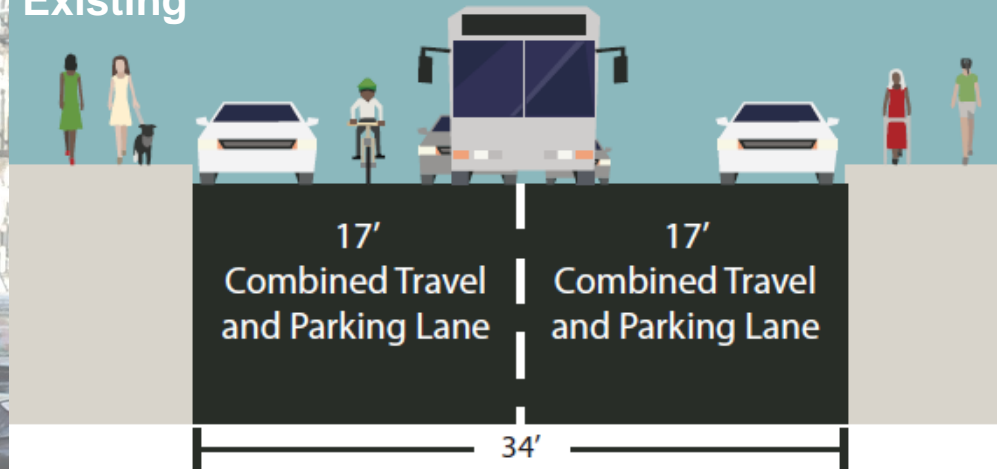 Existing
17′
Combined Travel
and Parking Lane
17′
Combined Travel
and Parking Lane
34′